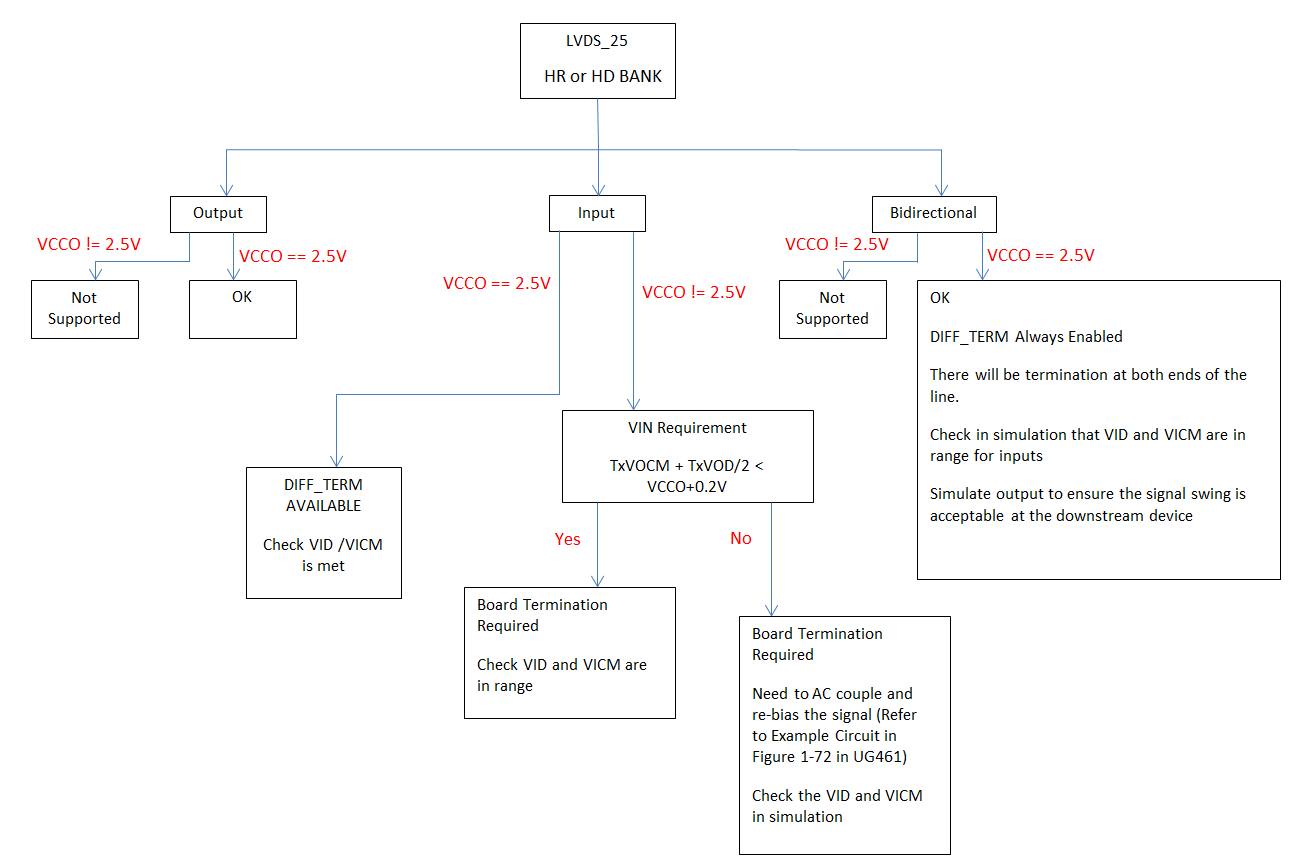 LVDS_25
HR or HD BANK
Output
Input
Bidirectional
VCCO != 2.5V
VCCO == 2.5V
VCCO == 2.5V
VCCO != 2.5V
VCCO != 2.5V
VCCO == 2.5V
Not
Supported
OK
Not
Supported
OK
DIFF_TERM Always Enabled
There will be termination at both ends of the
line.
Check in simulation that VID and VICM are in
range for inputs
Simulate output to ensure the signal swing is
acceptable at the downstream device
VIN Requirement
TxVOCM + TxVOD/2 <
VCCO+0.2V
DIFF_TERM
AVAILABLE
Check VID /VICM
is met
Yes
No
Board Termination
Required
Check VID and VICM are
in range
Board Termination
Required
Need to AC couple and
re-bias the signal (Refer
to Example Circuit in
Figure 1-72 in UG461)
Check the VID and VICM
in simulation